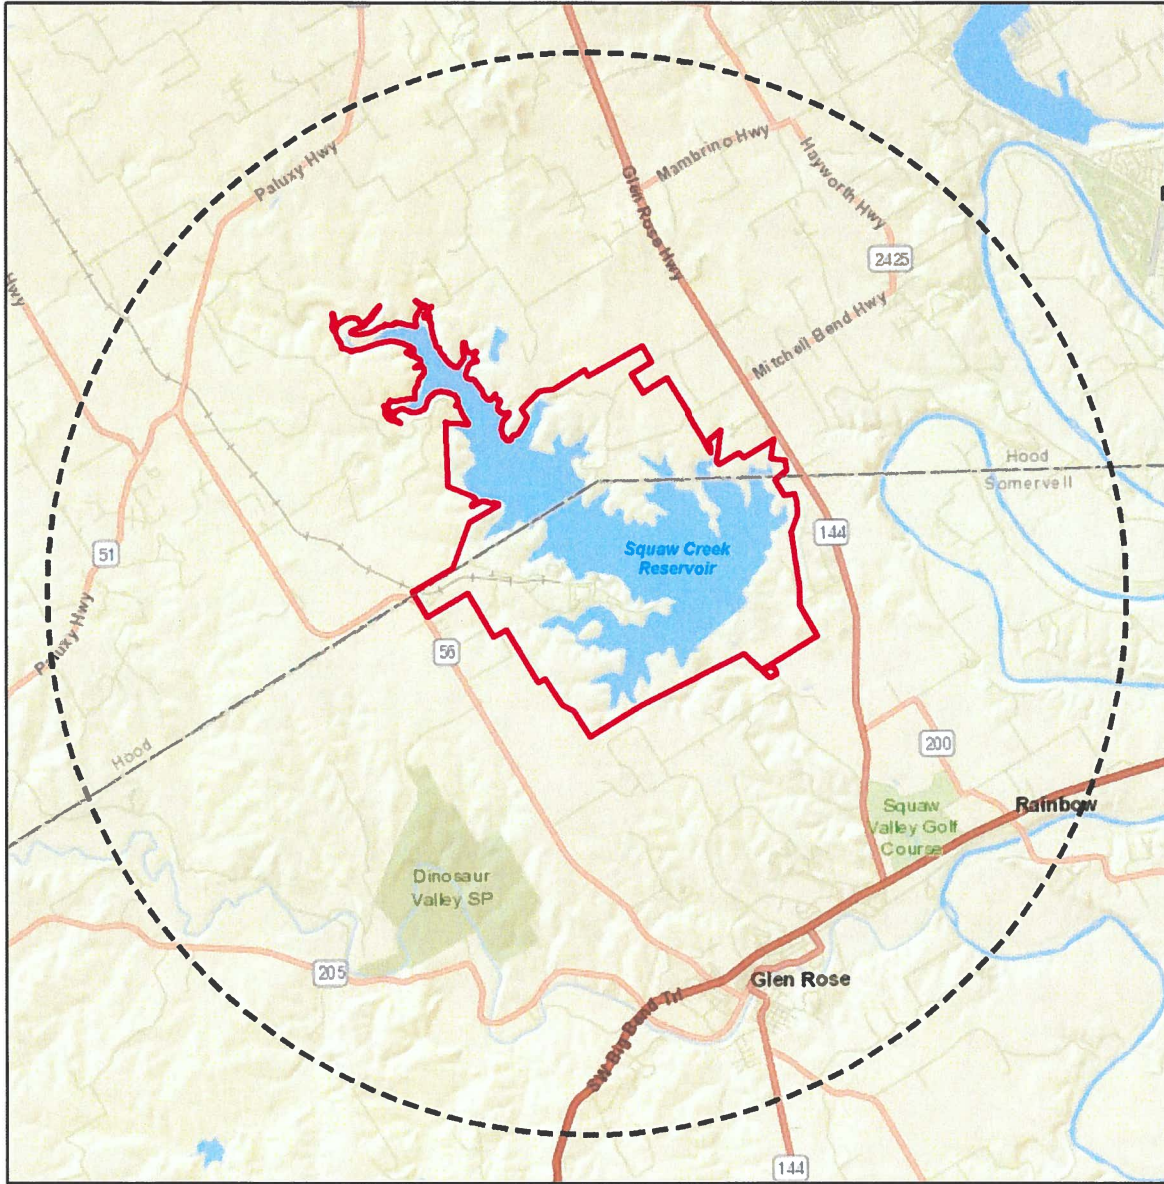 Paluxy Hwy
Mambrino Hwy
Hayworth Hwy
Glen Rose Hwy
2425
Hwy
Mitchell Bend Hwy
Hood
Somervell
144
51
Squaw Creek
Reservoir
Paluxy Hwy
56
Hood
200
Squaw
Valley Golf
Course
Rainbow
Dinosaur
Valley SP
205
Glen Rose
SW Big Bend Trl
144